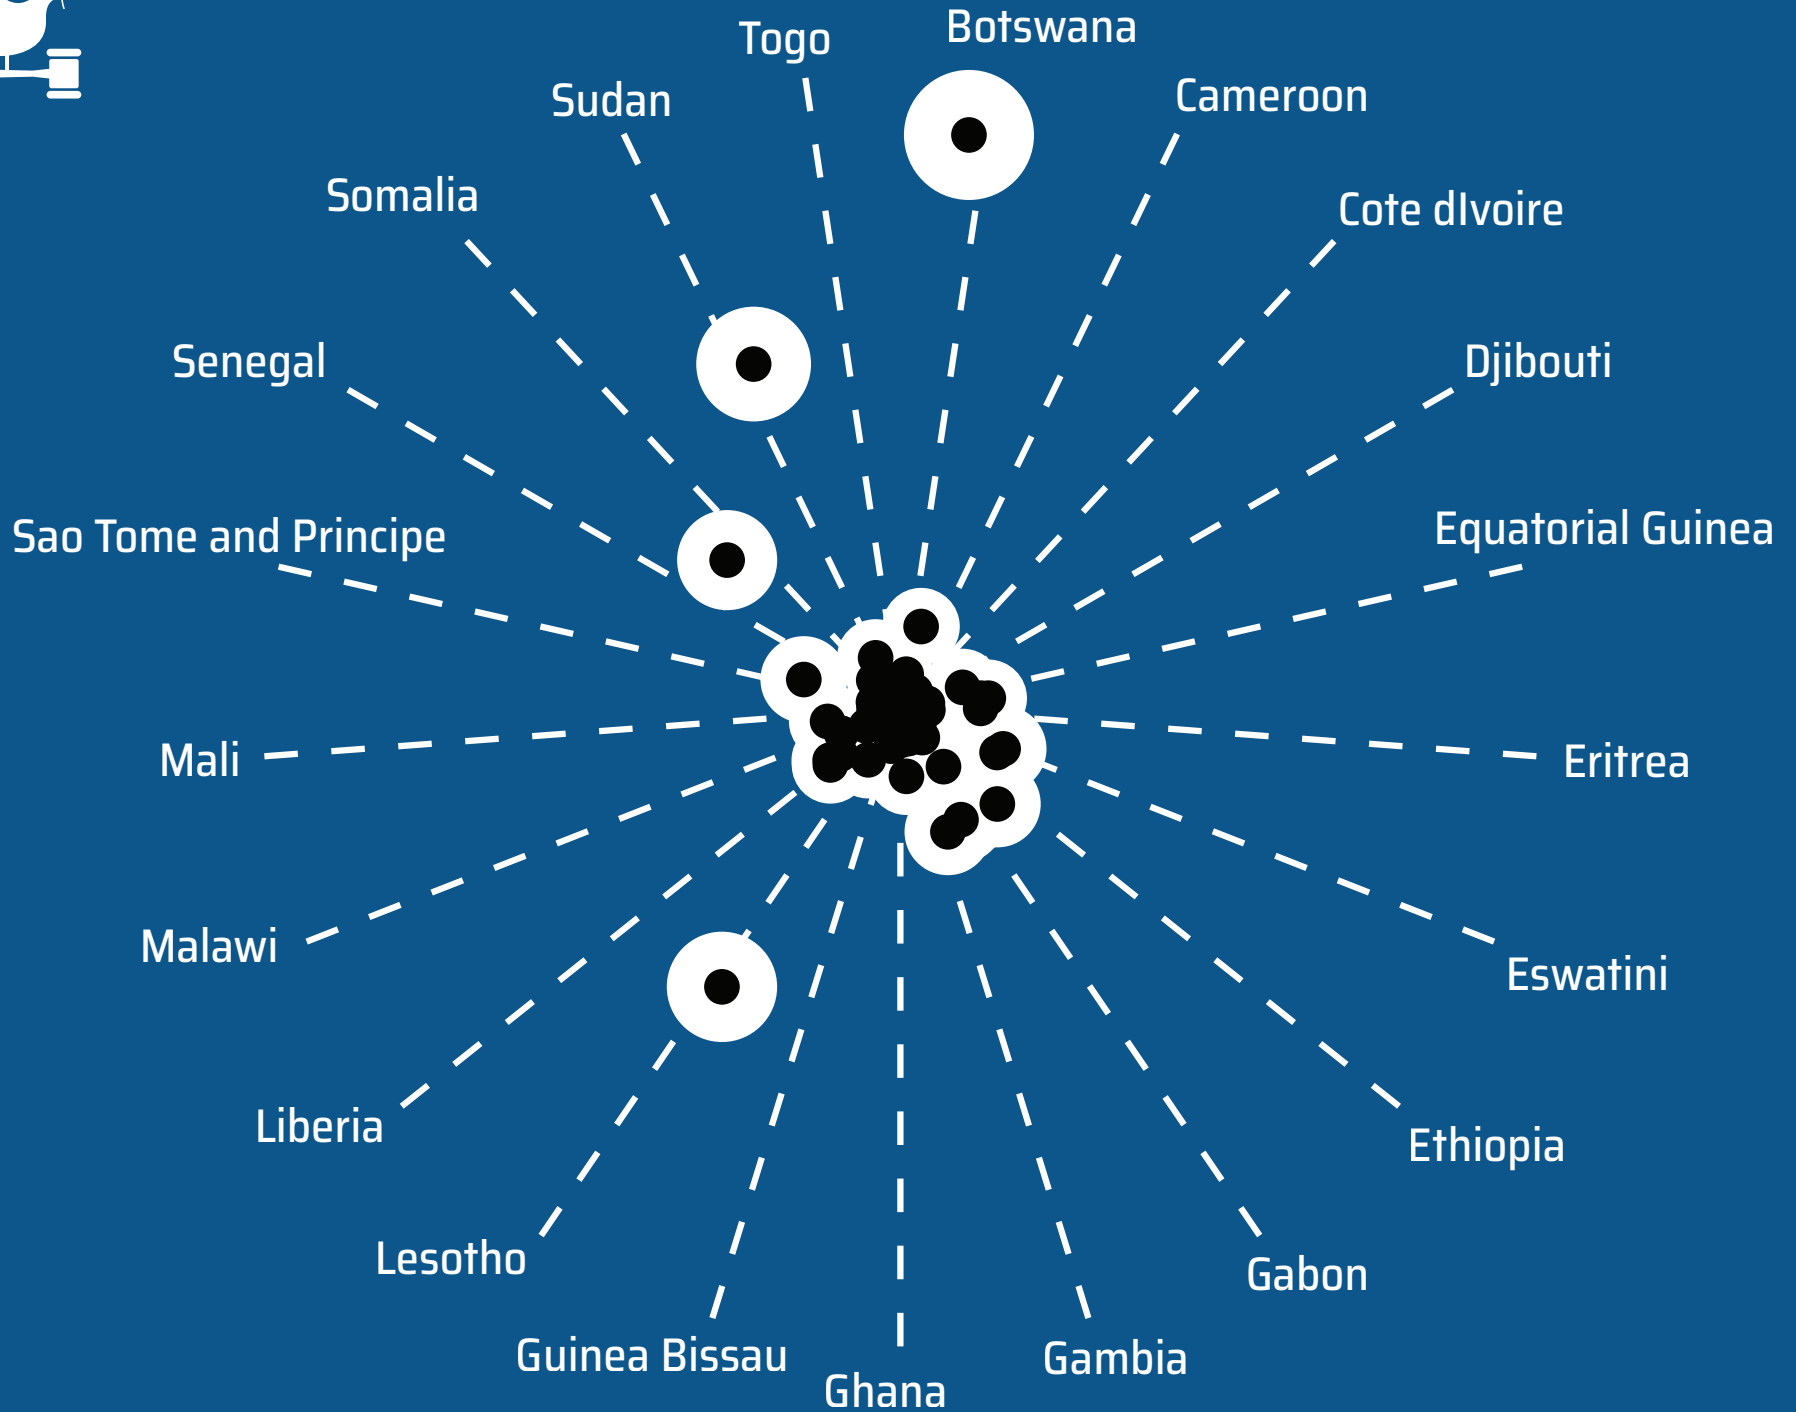 Botswana
Togo
Cameroon
Sudan
Somalia
Cote dIvoire
Senegal
Djibouti
Sao Tome and Principe
Equatorial Guinea
Mali
Eritrea
Malawi
Eswatini
Liberia
Ethiopia
Lesotho
Gabon
Guinea Bissau
Gambia
Ghana